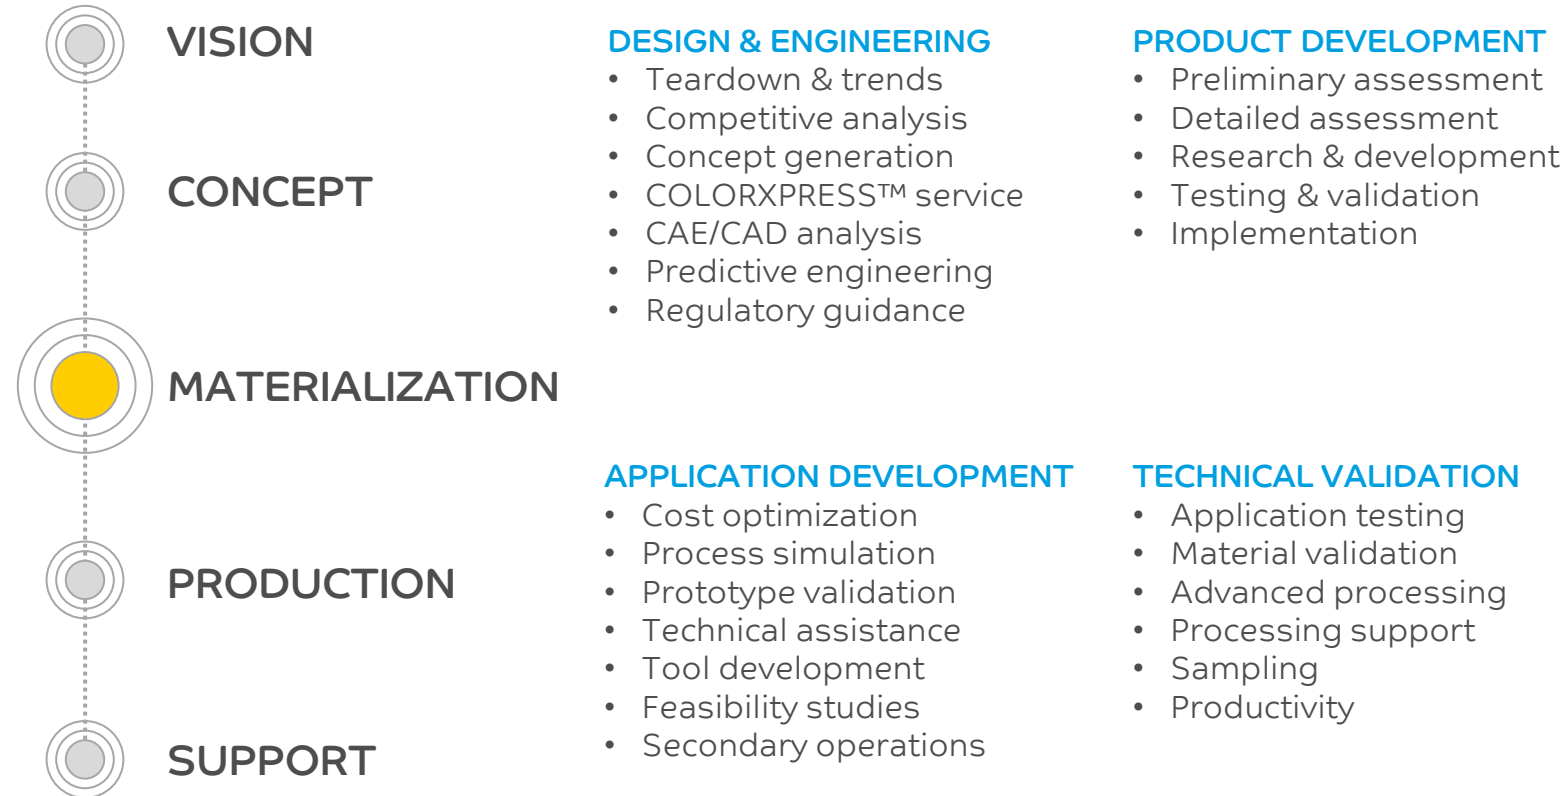 VISION
CONCEPT
MATERIALIZATION
PRODUCTION
SUPPORT
DESIGN & ENGINEERING
• Teardown & trends
• Competitive analysis
• Concept generation
• COLORXPRESS™ service
• CAE/CAD analysis
• Predictive engineering
• Regulatory guidance
PRODUCT DEVELOPMENT
• Preliminary assessment
• Detailed assessment
• Research & development
• Testing & validation
• Implementation
APPLICATION DEVELOPMENT
• Cost optimization
• Process simulation
• Prototype validation
• Technical assistance
• Tool development
• Feasibility studies
• Secondary operations
TECHNICAL VALIDATION
• Application testing
• Material validation
• Advanced processing
• Processing support
• Sampling
• Productivity